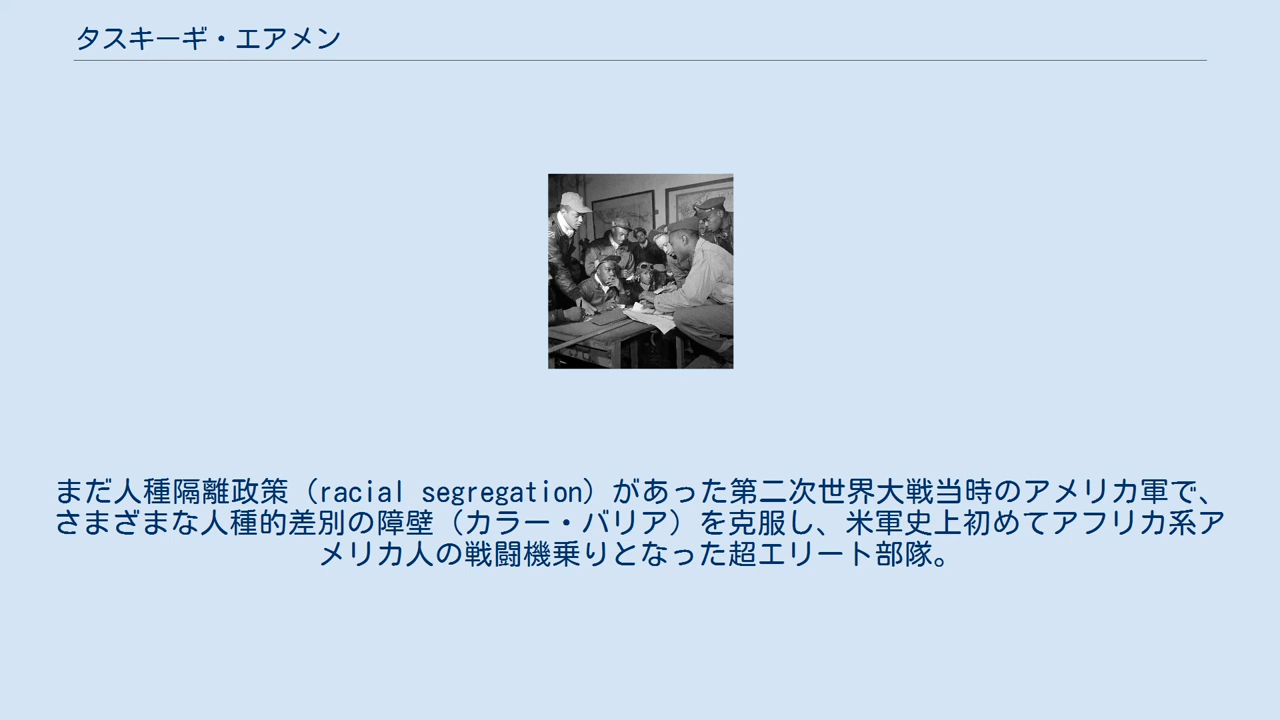 タスキーギ・エアメン
まだ人種隔離政策（racial segregation）があった第二次世界大戦当時のアメリカ軍で、
さまざまな人種的差別の障壁（カラー・バリア）を克服し、米軍史上初めてアフリカ系ア
メリカ人の戦闘機乗りとなった超エリート部隊。